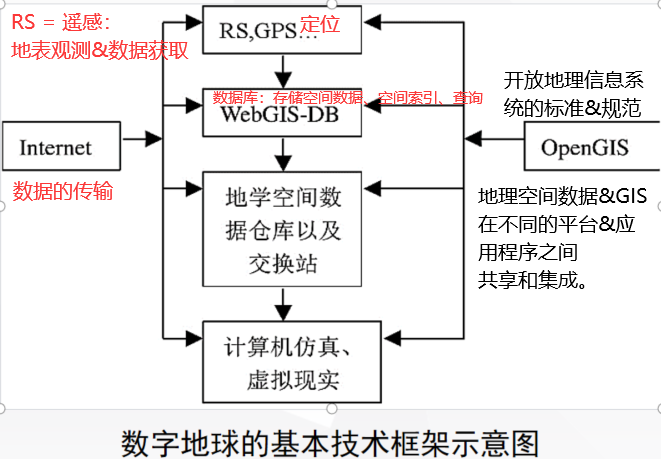 RS = 遥感：
地表观测&数据获取
RS,GPS... 定位
数据库：存储空间数据、空间索引、查询
WebGIS-DB
开放地理信息系
统的标准&规范
Internet
OpenGIS
数据的传输
地学空间数
据仓库以及
交换站
地理空间数据&GIS
在不同的平台&应
用程序之间
共享和集成。
计算机仿真、
虚拟现实
数字地球的基本技术框架示意图